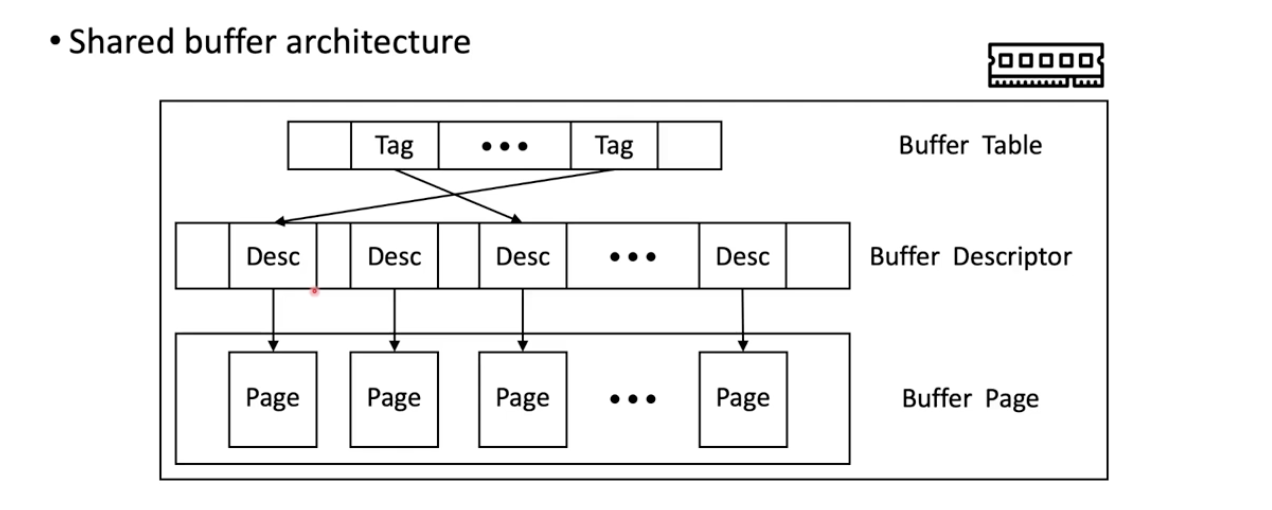 • Shared buffer architecture
Tag ••• Tag Buffer Table
Desc Desc Desc ••• Desc Buffer Descriptor
Page Page Page ••• Page Buffer Page